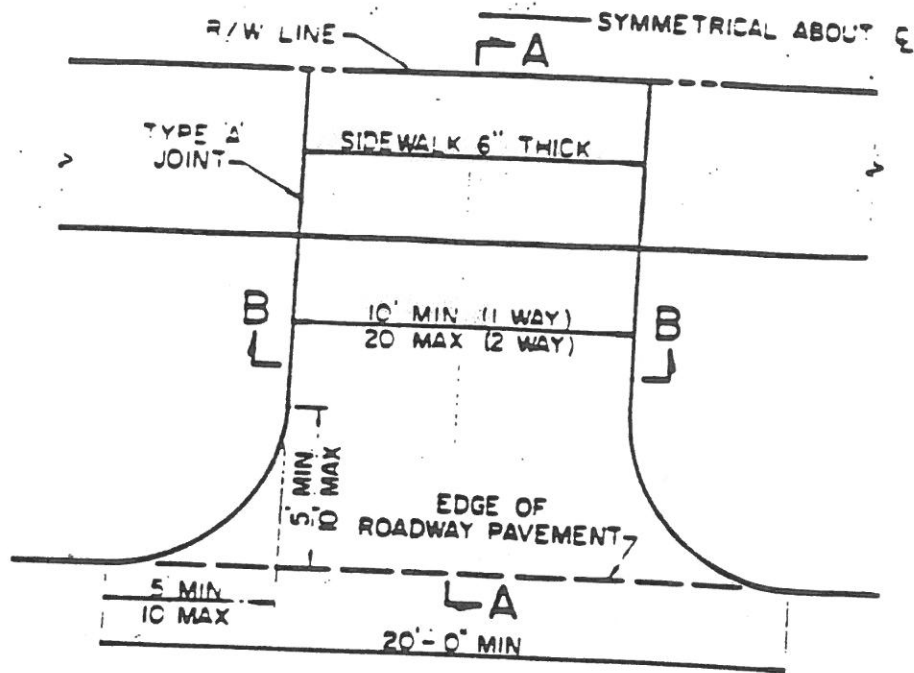 SYMMETRICAL ABOUT ℄
R/W LINE
A
TYPE 'A'
JOINT
SIDEWALK 6" THICK
B
10' MIN (1 WAY)
20 MAX (2 WAY)
B
5' MIN
10' MAX
EDGE OF
ROADWAY PAVEMENT
5 MIN
10 MAX
A
20'-0" MIN